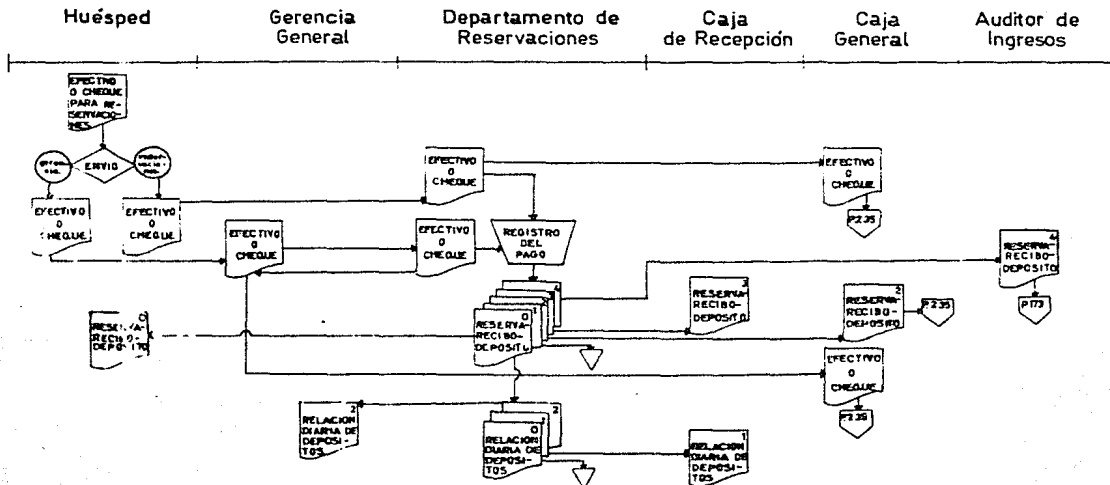 Huésped
Gerencia
General
Departamento de
Reservaciones
Caja
de Recepción
Caja
General
Auditor de
Ingresos
EFECTIVO
O CHEQUE
PARA RE-
SERVACIO-
NES
ENVIO
EFECTIVO
O
CHEQUE
EFECTIVO
O
CHEQUE
EFECTIVO
O
CHEQUE
EFECTIVO
O
CHEQUE
P235
EFECTIVO
O
CHEQUE
EFECTIVO
O
CHEQUE
REGISTRO
DEL
PAGO
4
RESERVA-
RECIBO-
DEPOSITO
P173
4
1
0
RESERVA-
RECIBO-
DEPOSITO
3
RESERVA-
RECIBO-
DEPOSITO
2
RESERVA-
RECIBO-
DEPOSITO
P235
0
RESERVA-
RECIBO-
DEPOSITO
EFECTIVO
O
CHEQUE
P235
2
RELACION
DIARIA DE
DEPOSI-
TOS
2
1
0
RELACION
DIARIA DE
DEPOSI-
TOS
1
RELACION
DIARIA DE
DEPOSI-
TOS